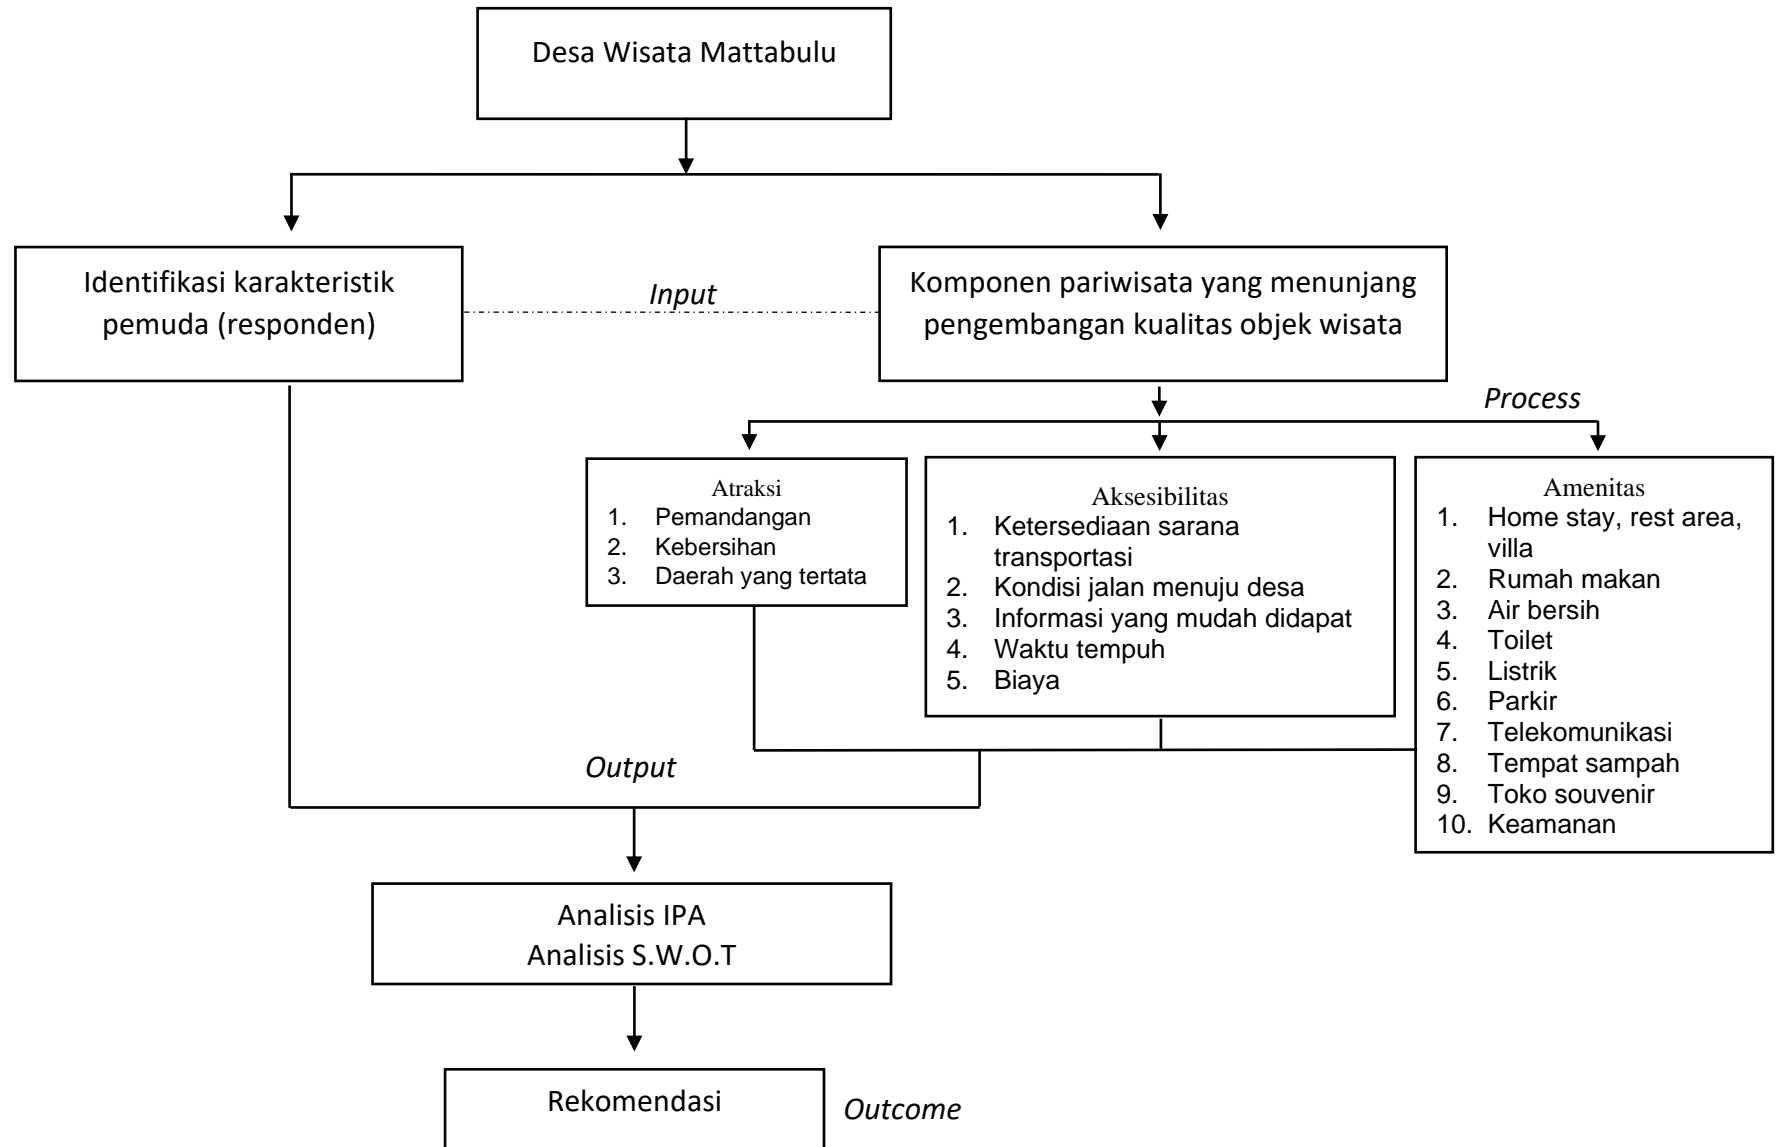 Desa Wisata Mattabulu
Identifikasi karakteristik
pemuda (responden)
Input
Komponen pariwisata yang menunjang
pengembangan kualitas objek wisata
Process
Atraksi
1. Pemandangan
2. Kebersihan
3. Daerah yang tertata
Aksesibilitas
1. Ketersediaan sarana
transportasi
2. Kondisi jalan menuju desa
3. Informasi yang mudah didapat
4. Waktu tempuh
5. Biaya
Amenitas
1. Home stay, rest area,
villa
2. Rumah makan
3. Air bersih
4. Toilet
5. Listrik
6. Parkir
7. Telekomunikasi
8. Tempat sampah
9. Toko souvenir
10. Keamanan
Output
Analisis IPA
Analisis S.W.O.T
Rekomendasi
Outcome